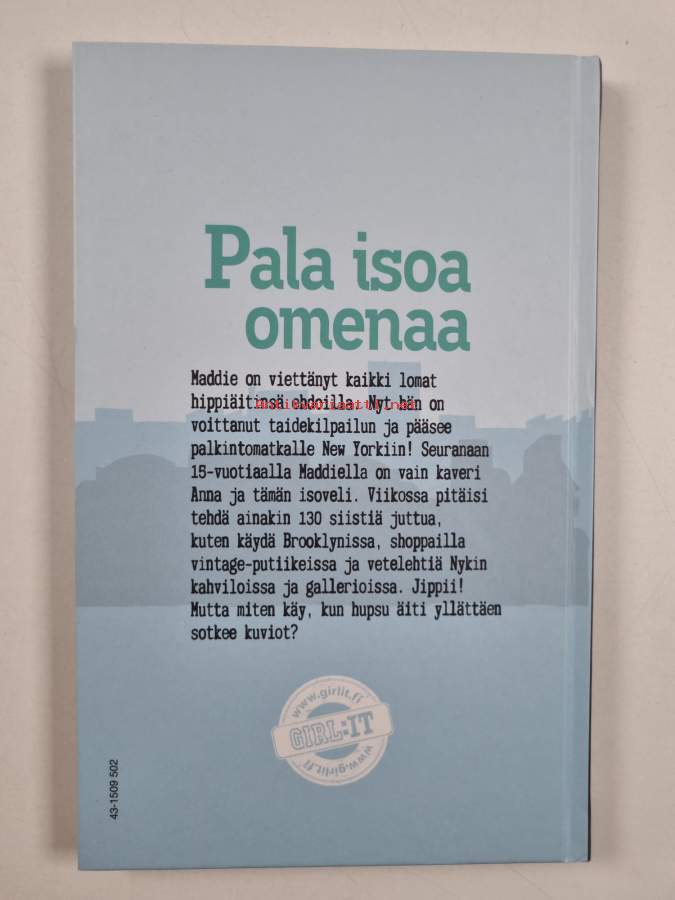 Pala isoa
omenaa
Maddie on viettänyt kaikki lomat
hippiäitinsä ehdoilla. Nyt hän on
voittanut taidekilpailun ja pääsee
palkintomatkalle New Yorkiin! Seuranaan
15-vuotiaalla Maddiella on vain kaveri
Anna ja tämän isoveli. Viikossa pitäisi
tehdä ainakin 130 siistiä juttua,
kuten käydä Brooklynissa, shoppailla
vintage-putiikeissa ja vetelehtiä Nykin
kahviloissa ja gallerioissa. Jippii!
Mutta miten käy, kun hupsu äiti yllättäen
sotkee kuviot?
Antikvariaatti.net
www.girlit.fi
GIRL:IT
www.girlit.fi
43-1509 502